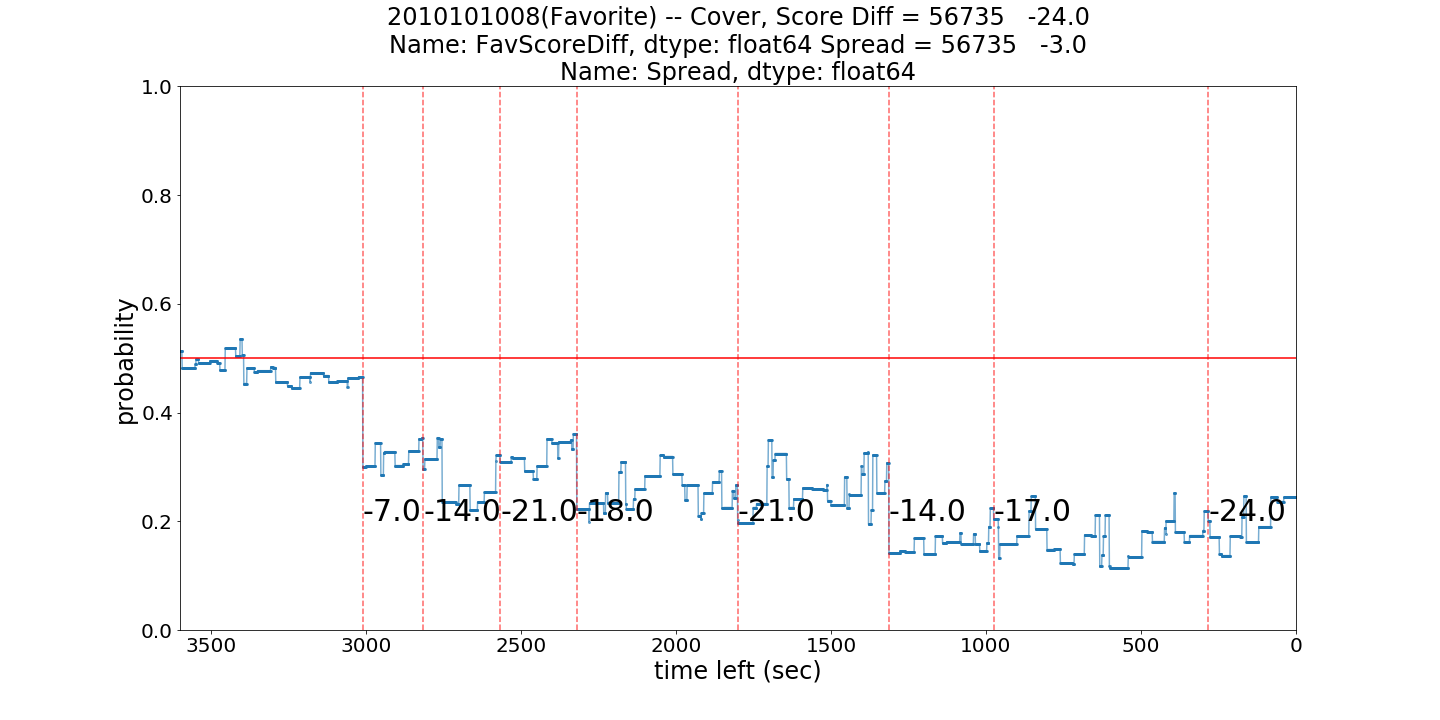 2010101008(Favorite) -- Cover, Score Diff = 56735   -24.0
Name: FavScoreDiff, dtype: float64 Spread = 56735   -3.0
Name: Spread, dtype: float64
probability
1.0
0.8
0.6
0.4
0.2
0.0
-7.0 -14.0 -21.0 -18.0 -21.0 -14.0 -17.0 -24.0
3500 3000 2500 2000 1500 1000 500 0
time left (sec)